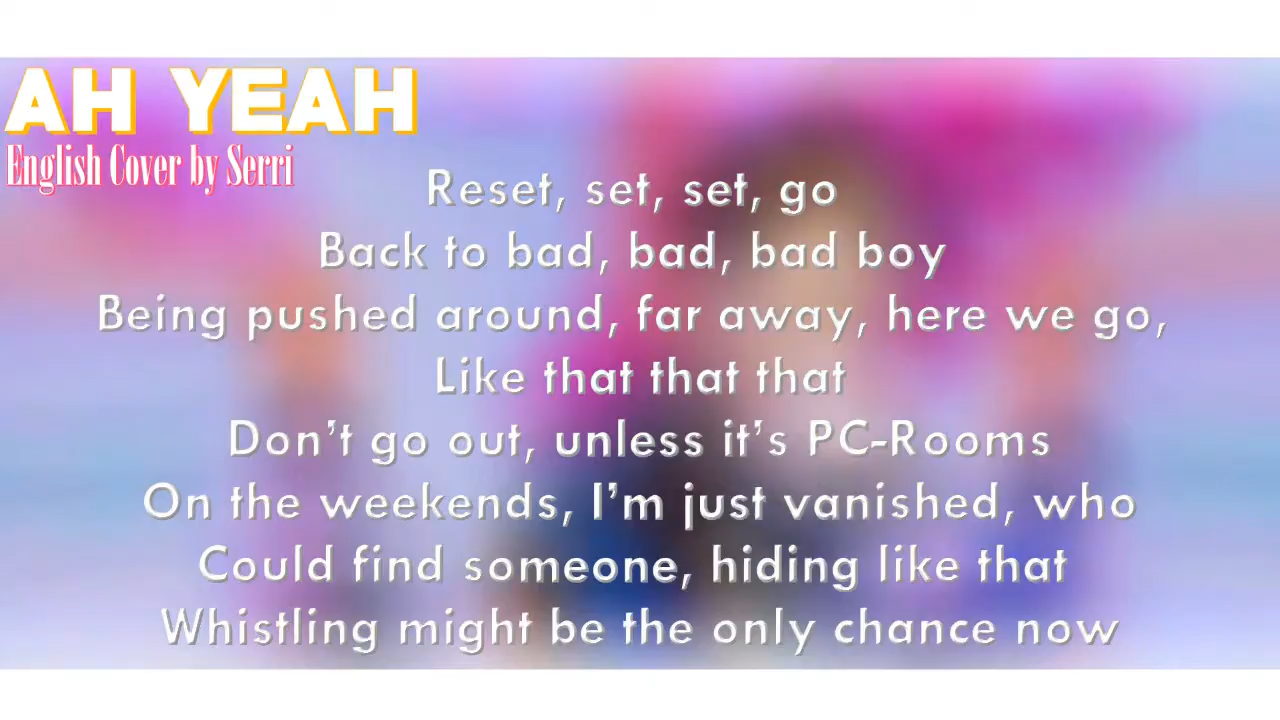 AH YEAH
English Cover by Serri
Reset, set, set, go
Back to bad, bad, bad boy
Being pushed around, far away, here we go,
Like that that that
Don't go out, unless it's PC-Rooms
On the weekends, I'm just vanished, who
Could find someone, hiding like that
Whistling might be the only chance now